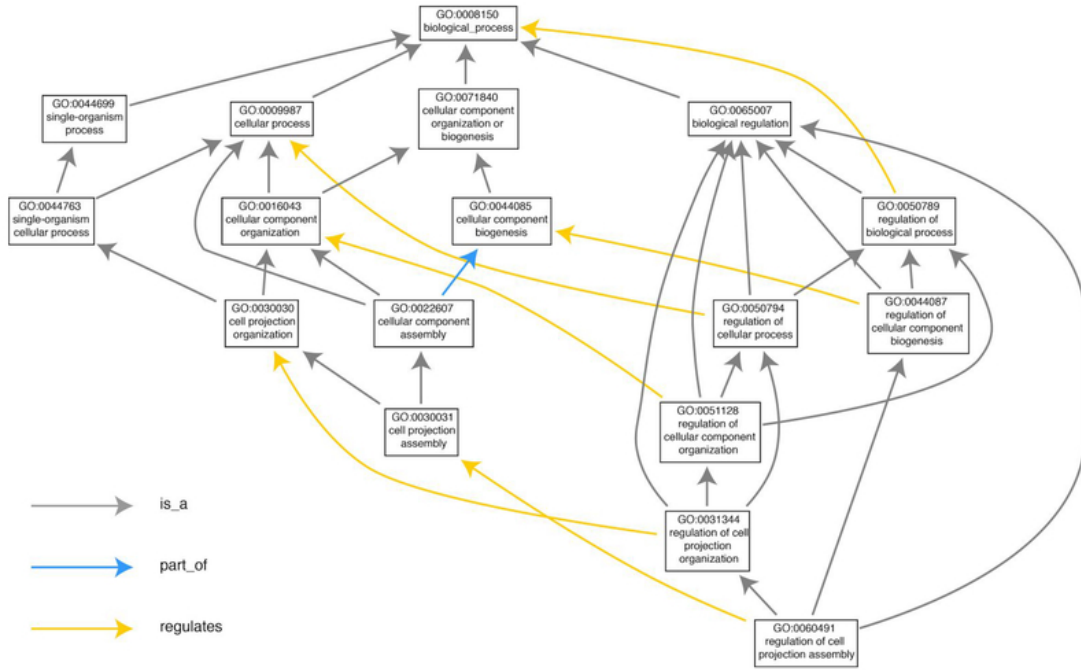 GO:0008150
biological_process
GO:0044699
single-organism
process
GO:0009987
cellular process
GO:0071840
cellular component
organization or
biogenesis
GO:0065007
biological regulation
GO:0044763
single-organism
cellular process
GO:0016043
cellular component
organization
GO:0044085
cellular component
biogenesis
GO:0050789
regulation of
biological process
GO:0030030
cell projection
organization
GO:0022607
cellular component
assembly
GO:0050794
regulation of
cellular process
GO:0044087
regulation of
cellular component
biogenesis
GO:0030031
cell projection
assembly
GO:0051128
regulation of
cellular component
organization
is_a
GO:0031344
regulation of cell
projection
organization
part_of
regulates
GO:0060491
regulation of cell
projection assembly